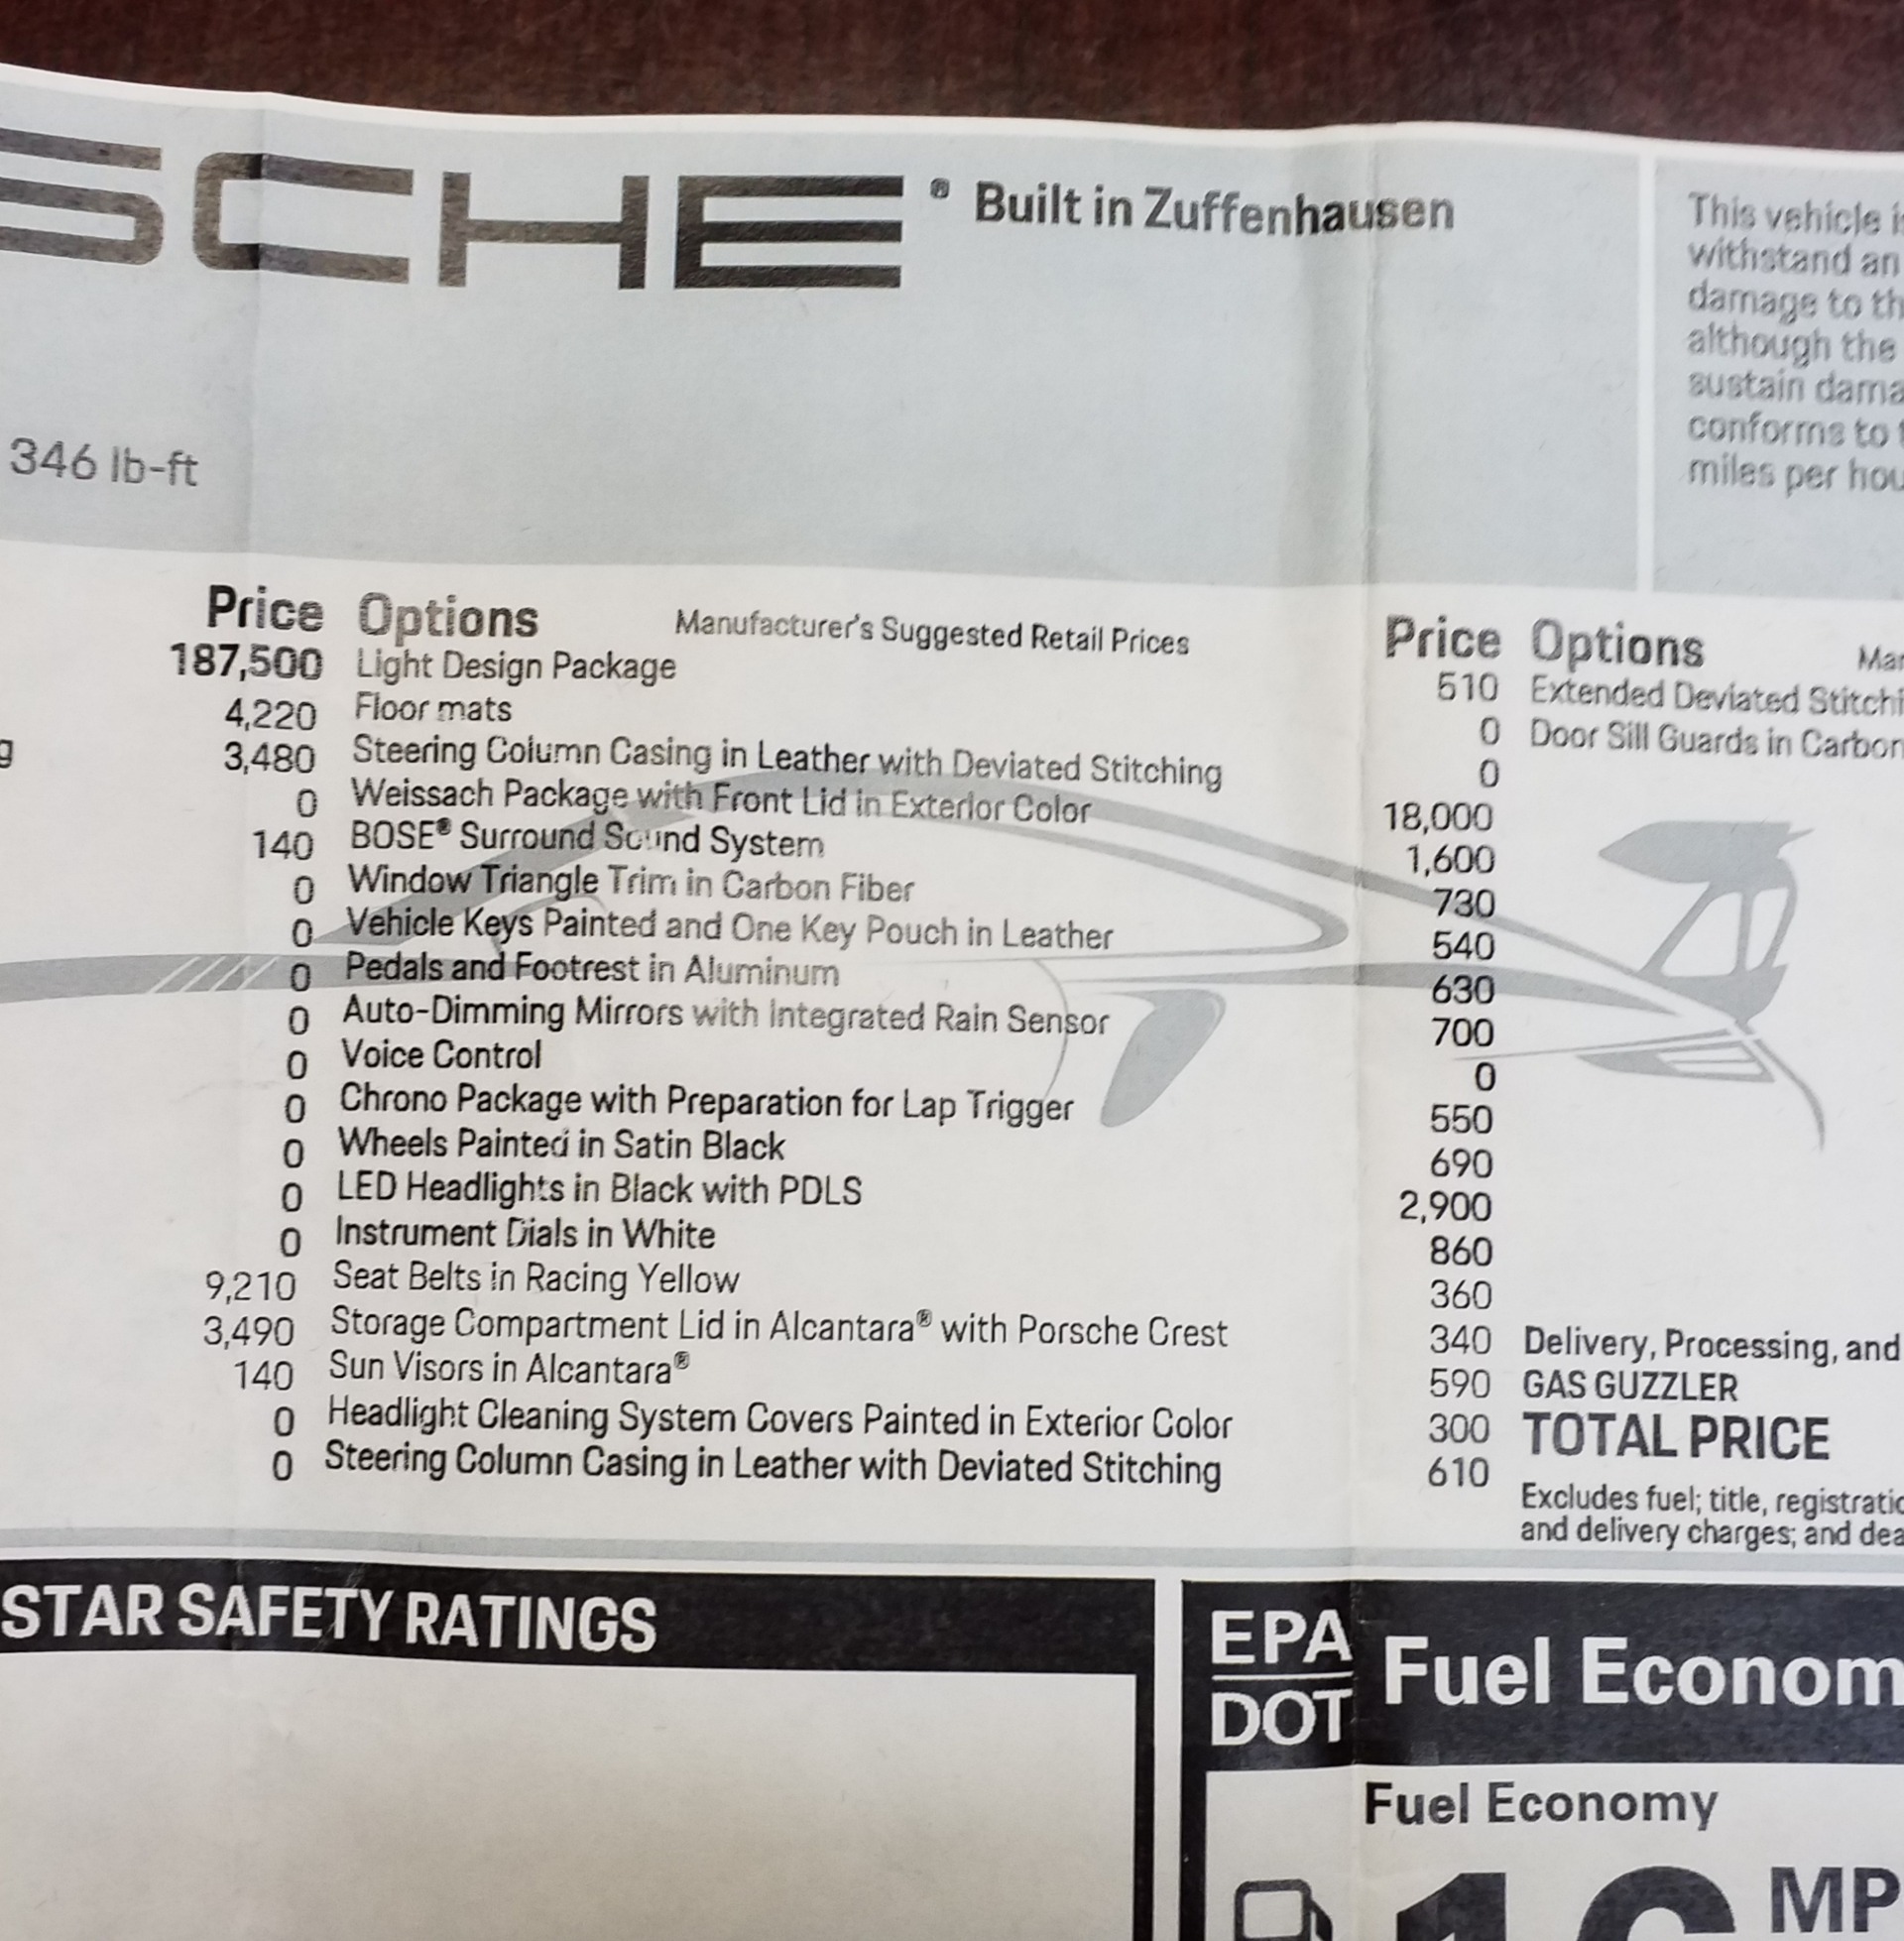 SCHE® Built in Zuffenhausen
This vehicle
withstand an
damage to
although the
sustain
conforms to
miles per
346 lb-ft
Price Options Manufacturer's Suggested Retail Prices Price Options
187,500 Light Design Package 510 Extended Deviated
4,220 Floor mats 0 Door Sill Guards in Carbon
g 3,480 Steering Column Casing in Leather with Deviated Stitching 0
0 Weissach Package with Front Lid in Exterior Color 18,000
140 BOSE® Surround Sound System 1,600
0 Window Triangle Trim in Carbon Fiber 730
0 Vehicle Keys Painted and One Key Pouch in Leather 540
0 Pedals and Footrest in Aluminum 630
0 Auto-Dimming Mirrors with Integrated Rain Sensor 700
0 Voice Control 0
0 Chrono Package with Preparation for Lap Trigger 550
0 Wheels Painted in Satin Black 690
0 LED Headlights in Black with PDLS 2,900
0 Instrument Dials in White 860
9,210 Seat Belts in Racing Yellow 360
3,490 Storage Compartment Lid in Alcantara® with Porsche Crest 340 Delivery, Processing, and
140 Sun Visors in Alcantara® 590 GAS GUZZLER
0 Headlight Cleaning System Covers Painted in Exterior Color 300 TOTAL PRICE
0 Steering Column Casing in Leather with Deviated Stitching 610
Excludes fuel; title,
and delivery charges; and
STAR SAFETY RATINGS
EPA
DOT
Fuel Econom
Fuel Economy
16 MP